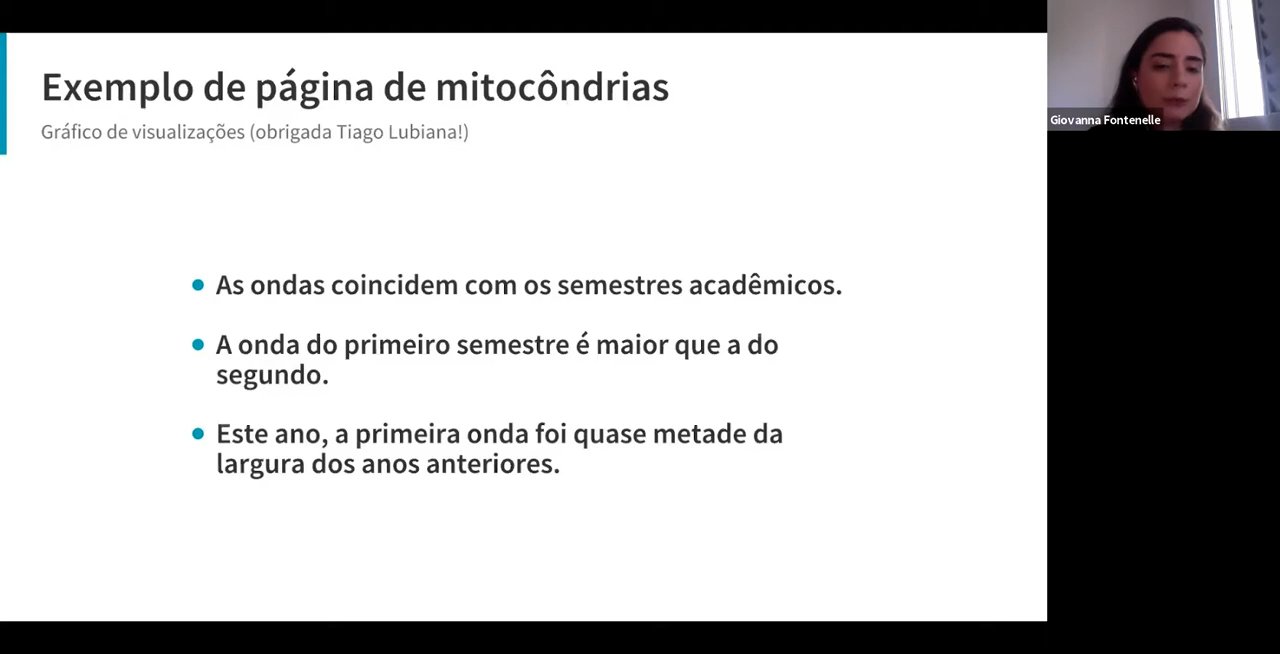 Exemplo de página de mitocôndrias
Gráfico de visualizações (obrigada Tiago Lubiana!)
Giovanna Fontenelle
As ondas coincidem com os semestres acadêmicos.
A onda do primeiro semestre é maior que a do
segundo.
Este ano, a primeira onda foi quase metade da
largura dos anos anteriores.